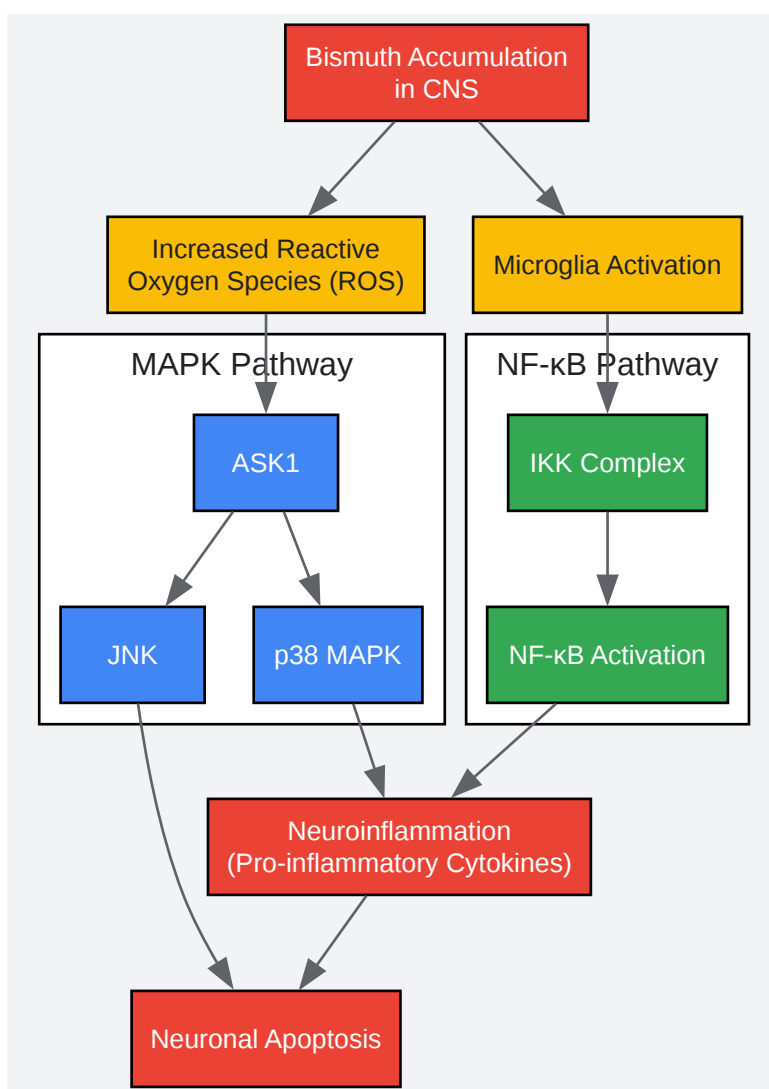 Bismuth Accumulation
in CNS
Increased Reactive
Oxygen Species (ROS)
Microglia Activation
MAPK Pathway
NF-κB Pathway
ASK1
IKK Complex
JNK
p38 MAPK
NF-κB Activation
Neuroinflammation
(Pro-inflammatory Cytokines)
Neuronal Apoptosis